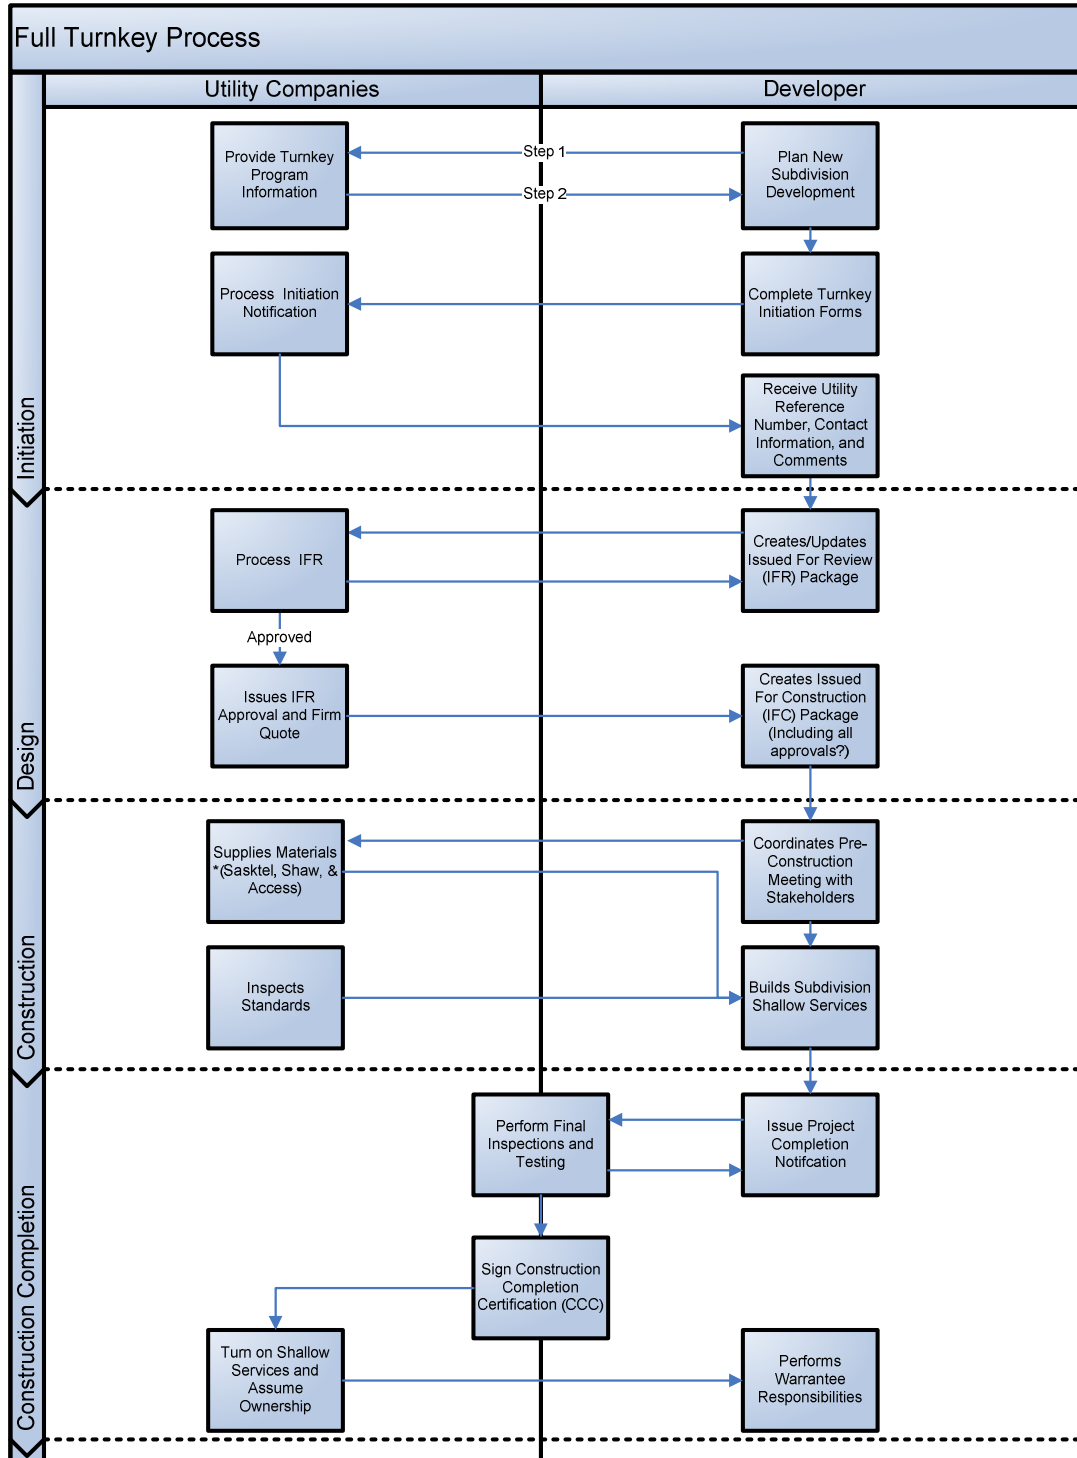 Full Turnkey Process
Utility Companies
Developer
Initiation
Provide Turnkey
Program
Information
Step 1
Step 2
Plan New
Subdivision
Development
Process Initiation
Notification
Complete Turnkey
Initiation Forms
Receive Utility
Reference
Number, Contact
Information, and
Comments
Design
Process IFR
Creates/Updates
Issued For Review
(IFR) Package
Approved
Issues IFR
Approval and Firm
Quote
Creates Issued
For Construction
(IFC) Package
(Including all
approvals?)
Construction
Supplies Materials
*(Sasktel, Shaw, &
Access)
Coordinates Pre-
Construction
Meeting with
Stakeholders
Inspects
Standards
Builds Subdivision
Shallow Services
Construction Completion
Perform Final
Inspections and
Testing
Issue Project
Completion
Notifcation
Sign Construction
Completion
Certification (CCC)
Turn on Shallow
Services and
Assume
Ownership
Performs
Warrantee
Responsibilities